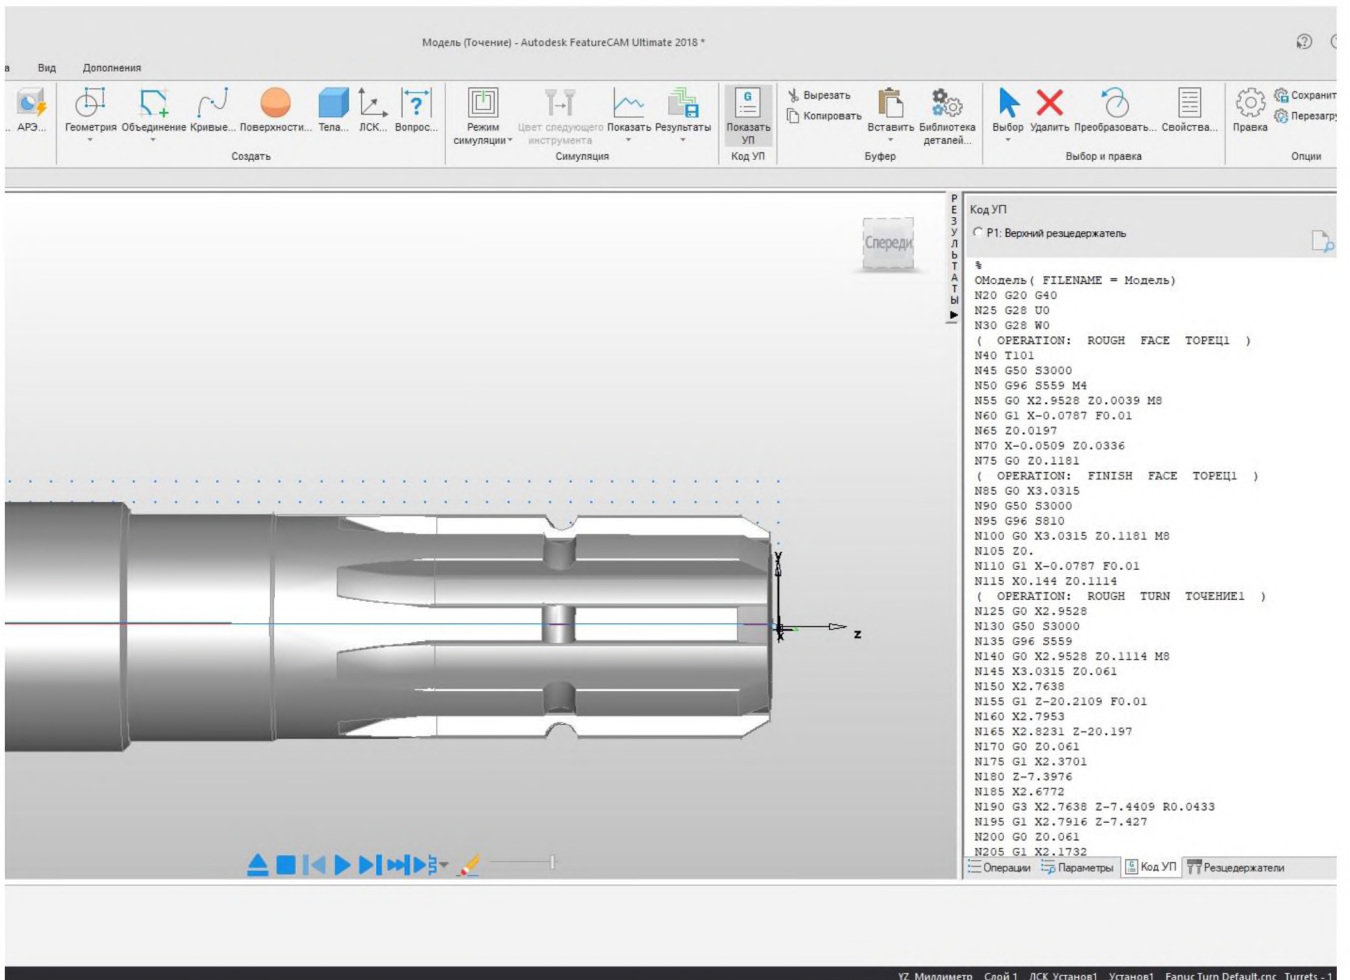 Модель (Точение) - Autodesk FeatureCAM Ultimate 2018 *
а Вид Дополнения
АРЭ... Геометрия Объединение Кривые... Поверхности... Тела... ЛСК... Вопрос...
Создать
Режим симуляции Цвет следующего инструмента Показать Результаты
Симуляция
Показать УП
Код УП
Вырезать
Копировать
Вставить Библиотека деталей...
Буфер
Выбор Удалить Преобразовать... Свойства...
Выбор и правка
Правка
Сохранит
Перезагру
Опции
Спереди
РЕЗУЛЬТАТЫ
Y
Z
X
Код УП
P1: Верхний резцедержатель
%
OМодель( FILENAME = Модель)
N20 G20 G40
N25 G28 U0
N30 G28 W0
( OPERATION: ROUGH FACE ТОРЕЦ1 )
N40 T101
N45 G50 S3000
N50 G96 S559 M4
N55 G0 X2.9528 Z0.0039 M8
N60 G1 X-0.0787 F0.01
N65 Z0.0197
N70 X-0.0509 Z0.0336
N75 G0 Z0.1181
( OPERATION: FINISH FACE ТОРЕЦ1 )
N85 G0 X3.0315
N90 G50 S3000
N95 G96 S810
N100 G0 X3.0315 Z0.1181 M8
N105 Z0.
N110 G1 X-0.0787 F0.01
N115 X0.144 Z0.1114
( OPERATION: ROUGH TURN ТОЧЕНИЕ1 )
N125 G0 X2.9528
N130 G50 S3000
N135 G96 S559
N140 G0 X2.9528 Z0.1114 M8
N145 X3.0315 Z0.061
N150 X2.7638
N155 G1 Z-20.2109 F0.01
N160 X2.7953
N165 X2.8231 Z-20.197
N170 G0 Z0.061
N175 G1 X2.3701
N180 Z-7.3976
N185 X2.6772
N190 G3 X2.7638 Z-7.4409 R0.0433
N195 G1 X2.7916 Z-7.427
N200 G0 Z0.061
N205 G1 X2.1732
Операции Параметры Код УП Резцедержатели
YZ Миллиметр Слой 1 ЛСК Установ1 Установ1 Fanuc Turn Default.cnc Turrets - 1